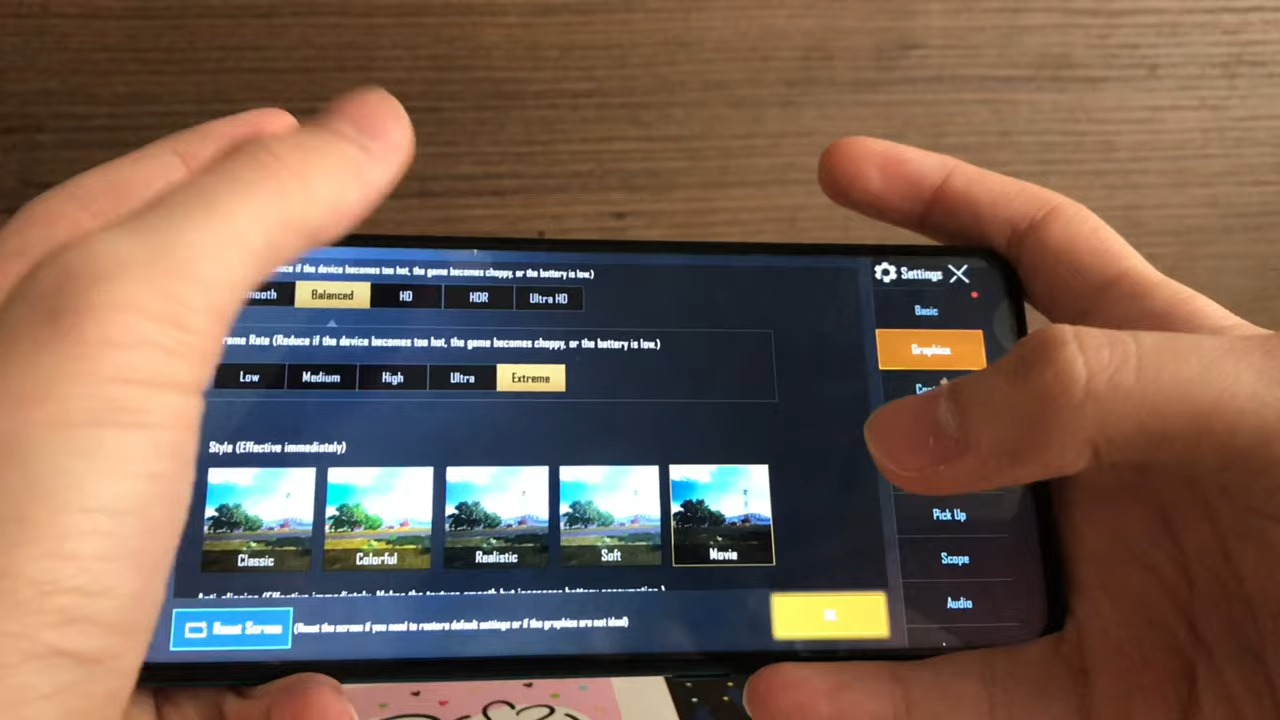 if the device becomes too hot, the game becomes choppy, or the battery is low.)
Balanced HD HDR Ultra HD
Rate (Reduce if the device becomes too hot, the game becomes choppy, or the battery is low.)
Low Medium High Ultra Extreme
Style (Effective immediately)
Classic Colorful Realistic Soft Movie
Reset Screen (Reset the screen if you need to restore default settings or if the graphics are not ideal)
Settings
Basic
Graphics
Pick Up
Scope
Audio